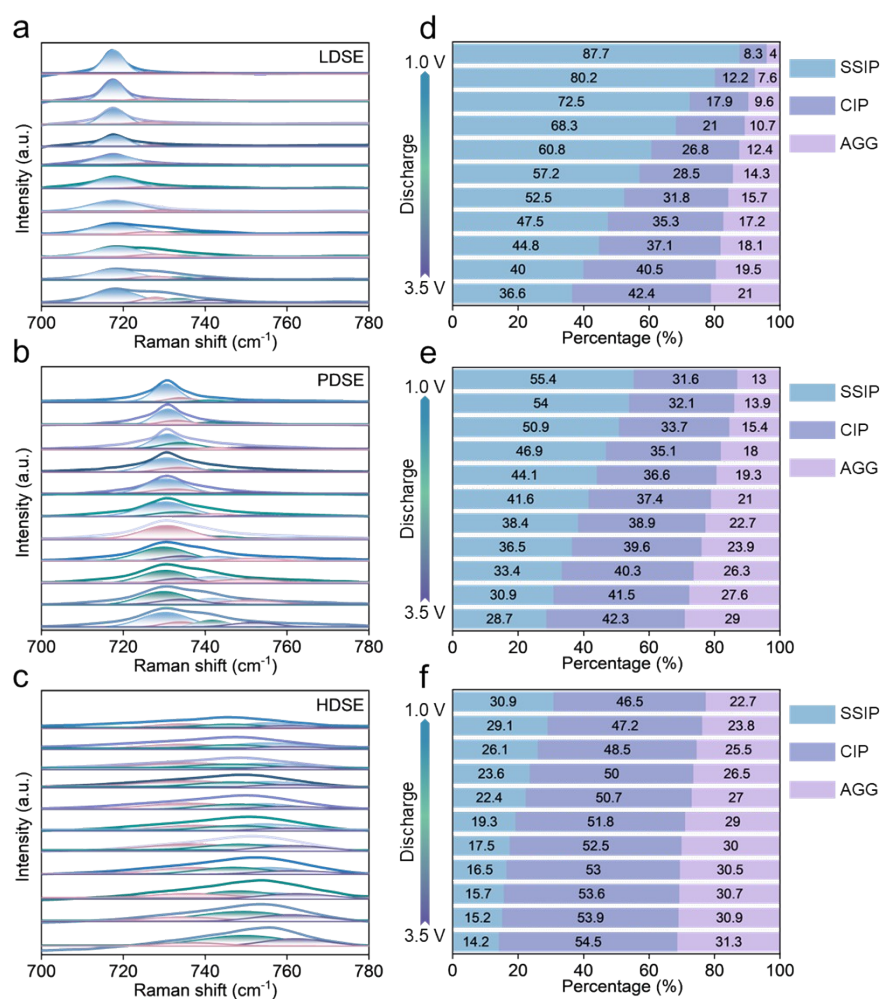 a
LDSE
Intensity (a.u.)
700 720 740 760 780
Raman shift (cm-1)
d
1.0 V
Discharge
3.5 V
87.7 8.3 4
80.2 12.2 7.6
72.5 17.9 9.6
68.3 21 10.7
60.8 26.8 12.4
57.2 28.5 14.3
52.5 31.8 15.7
47.5 35.3 17.2
44.8 37.1 18.1
40 40.5 19.5
36.6 42.4 21
0 20 40 60 80 100
Percentage (%)
SSIP
CIP
AGG
b
PDSE
Intensity (a.u.)
700 720 740 760 780
Raman shift (cm-1)
e
1.0 V
Discharge
3.5 V
55.4 31.6 13
54 32.1 13.9
50.9 33.7 15.4
46.9 35.1 18
44.1 36.6 19.3
41.6 37.4 21
38.4 38.9 22.7
36.5 39.6 23.9
33.4 40.3 26.3
30.9 41.5 27.6
28.7 42.3 29
0 20 40 60 80 100
Percentage (%)
SSIP
CIP
AGG
c
HDSE
Intensity (a.u.)
700 720 740 760 780
Raman shift (cm-1)
f
1.0 V
Discharge
3.5 V
30.9 46.5 22.7
29.1 47.2 23.8
26.1 48.5 25.5
23.6 50 26.5
22.4 50.7 27
19.3 51.8 29
17.5 52.5 30
16.5 53 30.5
15.7 53.6 30.7
15.2 53.9 30.9
14.2 54.5 31.3
0 20 40 60 80 100
Percentage (%)
SSIP
CIP
AGG